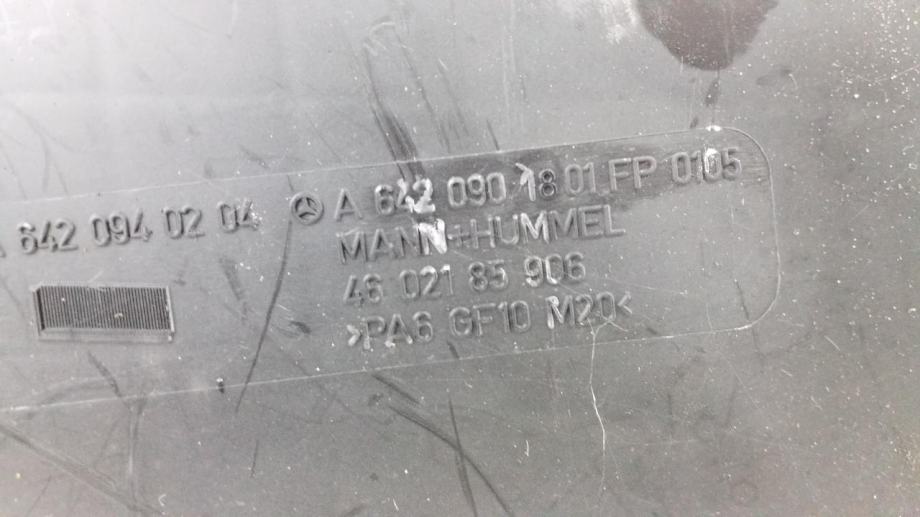 A 642 094 02 04
A 642 090 18 01 FP 0105
MANN+HUMMEL
46 021 85 906
>PA6 GF10 M20<